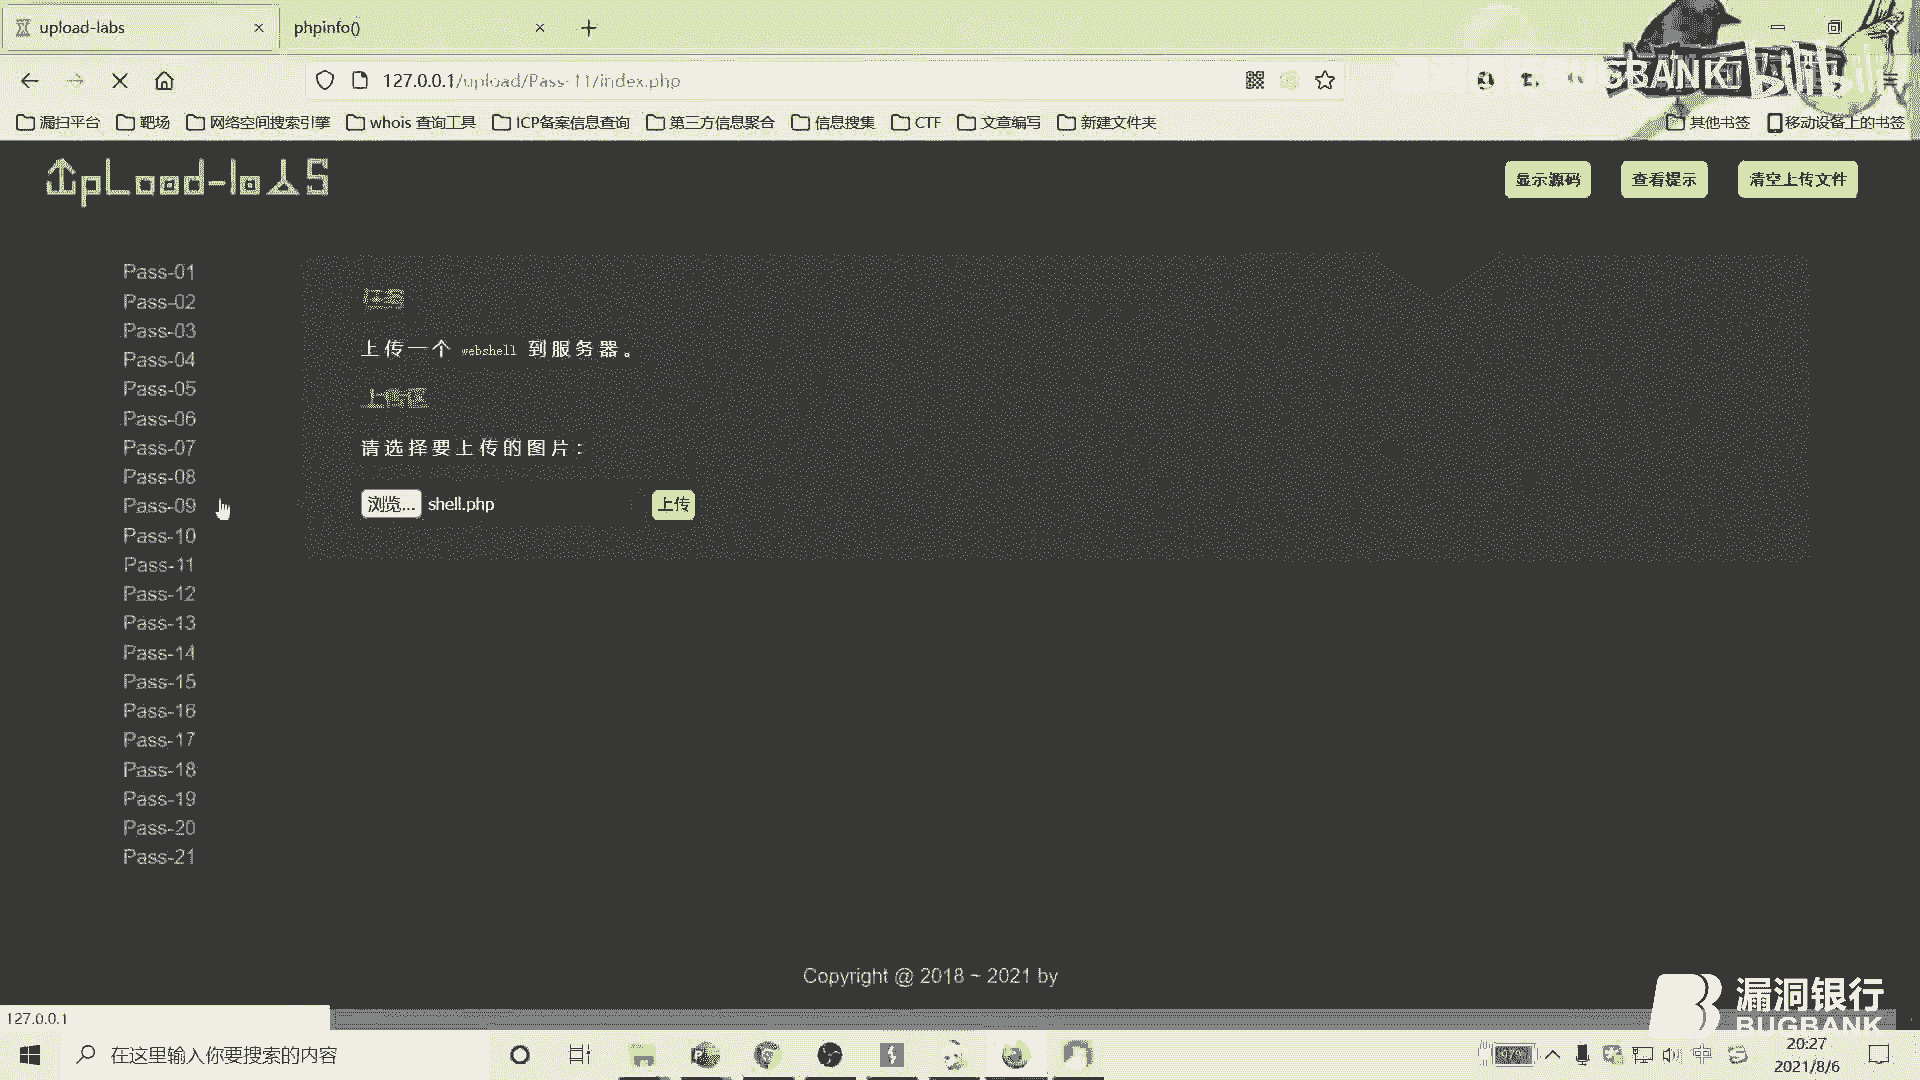 upload-labs
phpinfo()
127.0.0.1/upload/Pass-11/index.php
漏扫平台
靶场
网络空间搜索引擎
whois 查询工具
ICP备案信息查询
第三方信息聚合
信息搜集
CTF
文章编写
新建文件夹
其他书签
移动设备上的书签
UpLoad-labS
显示源码
查看提示
清空上传文件
Pass-01
Pass-02
Pass-03
Pass-04
Pass-05
Pass-06
Pass-07
Pass-08
Pass-09
Pass-10
Pass-11
Pass-12
Pass-13
Pass-14
Pass-15
Pass-16
Pass-17
Pass-18
Pass-19
Pass-20
Pass-21
任务
上传一个 webshell 到服务器。
上传区
请选择要上传的图片：
浏览... shell.php
上传
Copyright @ 2018 ~ 2021 by
漏洞银行
BUGBANK
127.0.0.1
在这里输入你要搜索的内容
97%
中
20:27
2021/8/6